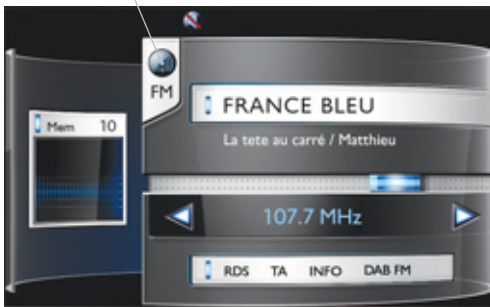 FM
FRANCE BLEU
Mem 10
La tete au carré / Matthieu
107.7 MHz
RDS TA INFO DAB FM